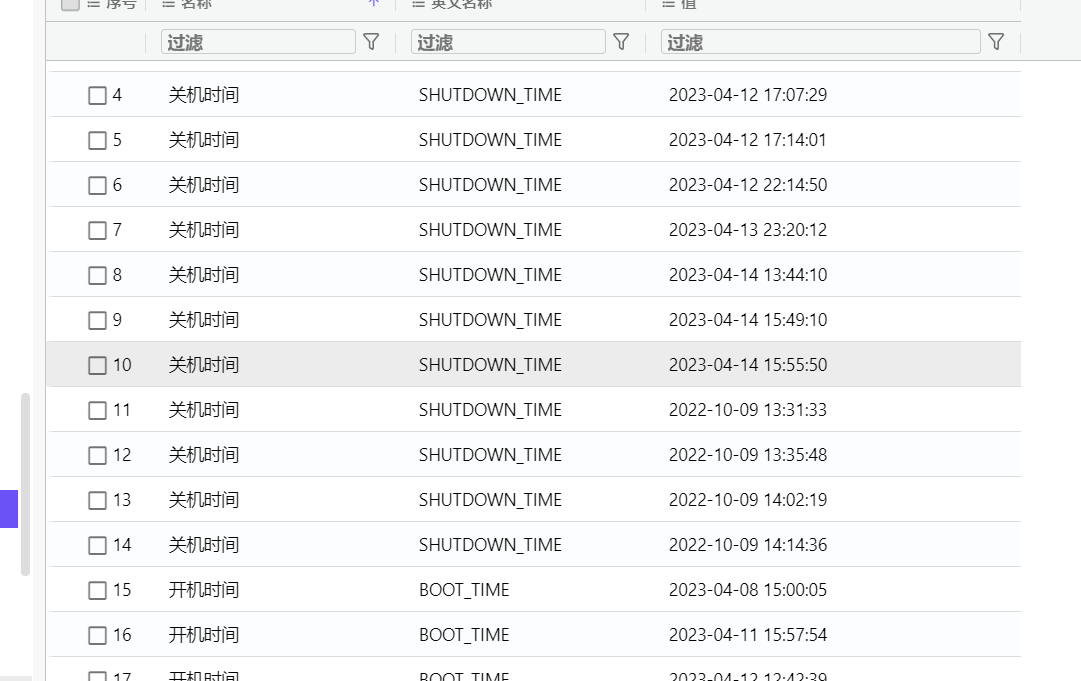 序号 名称 英文名称 值
过滤 过滤 过滤
4 关机时间 SHUTDOWN_TIME 2023-04-12 17:07:29
5 关机时间 SHUTDOWN_TIME 2023-04-12 17:14:01
6 关机时间 SHUTDOWN_TIME 2023-04-12 22:14:50
7 关机时间 SHUTDOWN_TIME 2023-04-13 23:20:12
8 关机时间 SHUTDOWN_TIME 2023-04-14 13:44:10
9 关机时间 SHUTDOWN_TIME 2023-04-14 15:49:10
10 关机时间 SHUTDOWN_TIME 2023-04-14 15:55:50
11 关机时间 SHUTDOWN_TIME 2022-10-09 13:31:33
12 关机时间 SHUTDOWN_TIME 2022-10-09 13:35:48
13 关机时间 SHUTDOWN_TIME 2022-10-09 14:02:19
14 关机时间 SHUTDOWN_TIME 2022-10-09 14:14:36
15 开机时间 BOOT_TIME 2023-04-08 15:00:05
16 开机时间 BOOT_TIME 2023-04-11 15:57:54
17 开机时间 BOOT_TIME 2023-04-12 12:42:39